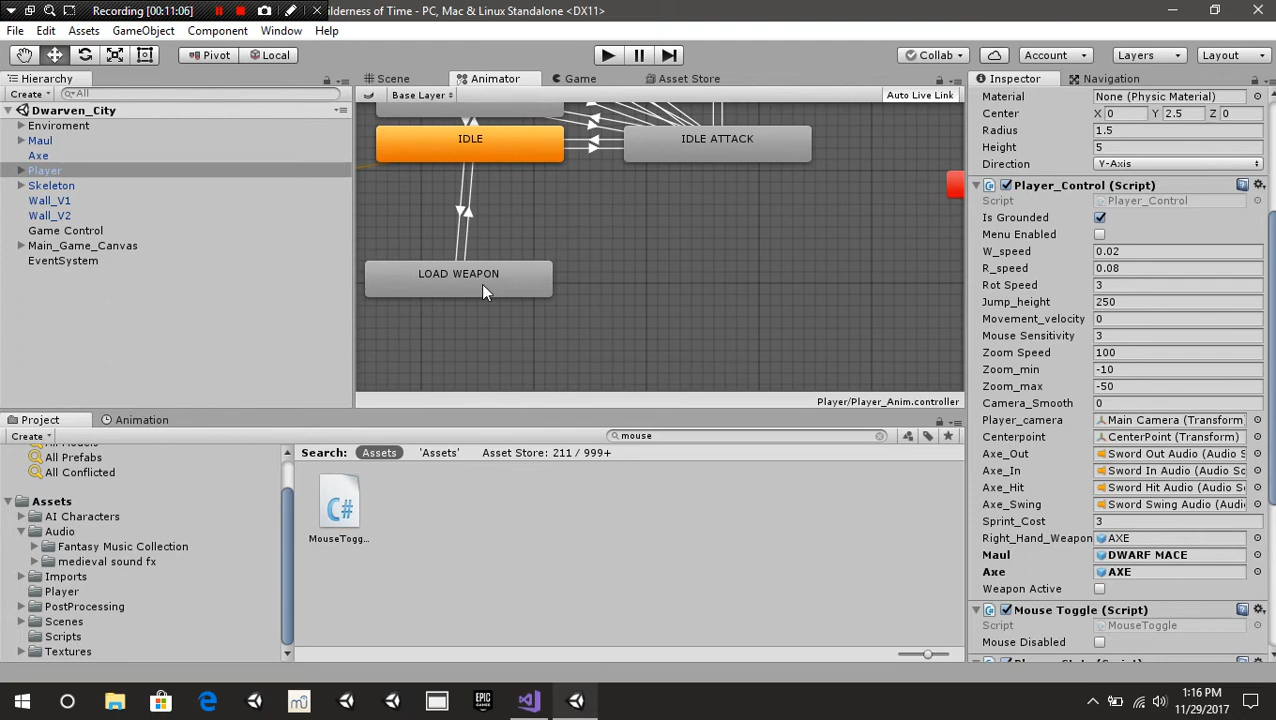 Recording [00:11:06]
ilderness of Time - PC, Mac & Linux Standalone <DX11>
File Edit Assets GameObject Component Window Help
Pivot Local Collab Account Layers Layout
Hierarchy
Create All
Dwarven_City
Enviroment
Maul
Axe
Player
Skeleton
Wall_V1
Wall_V2
Game Control
Main_Game_Canvas
EventSystem
Scene Animator Game Asset Store
Base Layer Auto Live Link
IDLE
IDLE ATTACK
LOAD WEAPON
Player/Player_Anim.controller
Inspector Navigation
Material None (Physic Material)
Center X 0 Y 2.5 Z 0
Radius 1.5
Height 5
Direction Y-Axis
Player_Control (Script)
Script Player_Control
Is Grounded
Menu Enabled
W_speed 0.02
R_speed 0.08
Rot Speed 3
Jump_height 250
Movement_velocity 0
Mouse Sensitivity 3
Zoom Speed 100
Zoom_min -10
Zoom_max -50
Camera_Smooth 0
Player_camera Main Camera (Transform)
Centerpoint CenterPoint (Transform)
Axe_Out Sword Out Audio (Audio
Axe_In Sword In Audio (Audio So
Axe_Hit Sword Hit Audio (Audio S
Axe_Swing Sword Swing Audio (Audi
Sprint_Cost 3
Right_Hand_Weapon AXE
Maul DWARF MACE
Axe AXE
Weapon Active
Mouse Toggle (Script)
Script MouseToggle
Mouse Disabled
Project Animation
Create mouse
All Prefabs
All Conflicted
Assets
AI Characters
Audio
Fantasy Music Collection
medieval sound fx
Imports
Player
PostProcessing
Scenes
Scripts
Textures
Search: Assets 'Assets' Asset Store: 211 / 999+
C#
MouseTogg...
EPIC GAMES
1:16 PM
11/29/2017